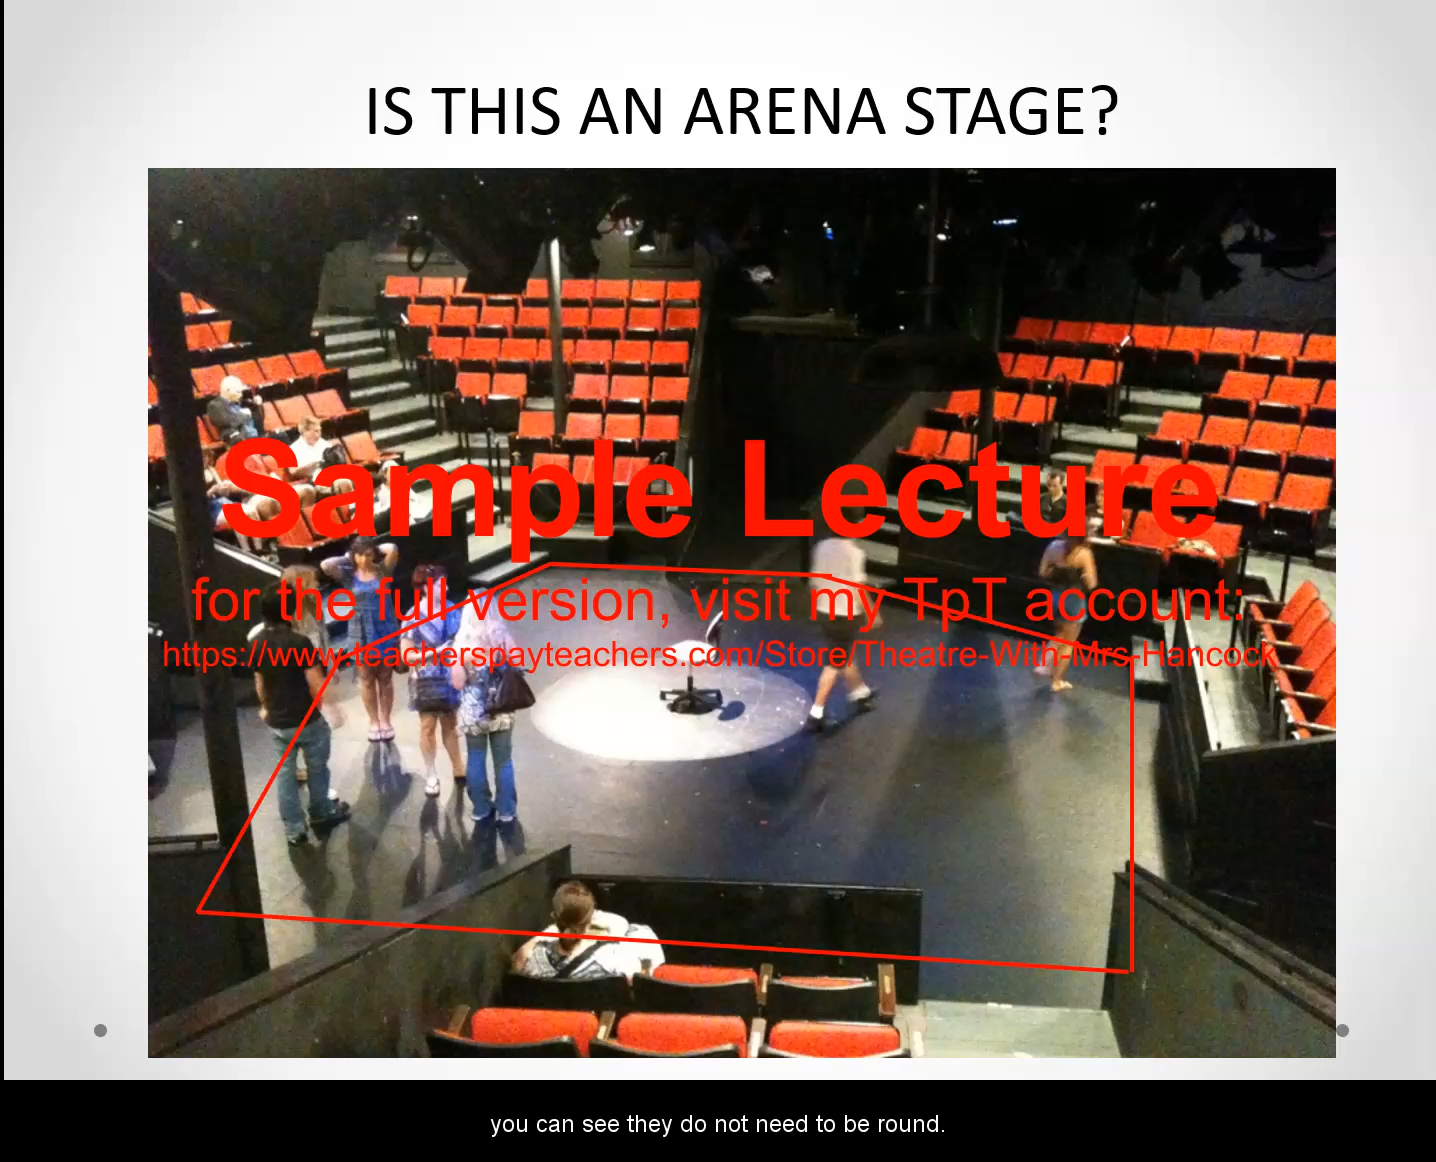 IS THIS AN ARENA STAGE?
Sample Lecture
for the full version, visit my TpT account:
https://www.teacherspayteachers.com/Store/Theatre-With-Mrs-Hancock
you can see they do not need to be round.